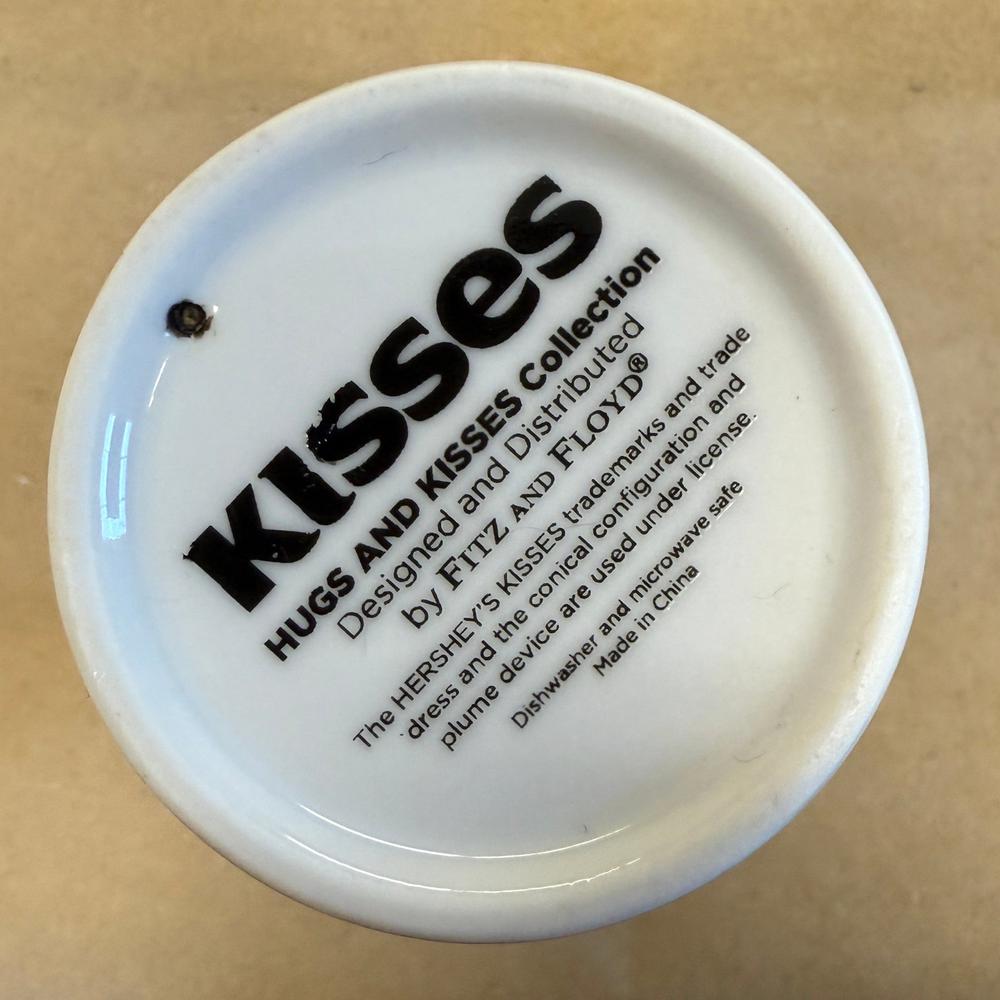 KISSES
HUGS AND KISSES Collection
Designed and Distributed
by FITZ AND FLOYD®
The HERSHEY'S KISSES trademarks and trade
dress and the conical configuration and
plume device are used under license.
Dishwasher and microwave safe
Made in China